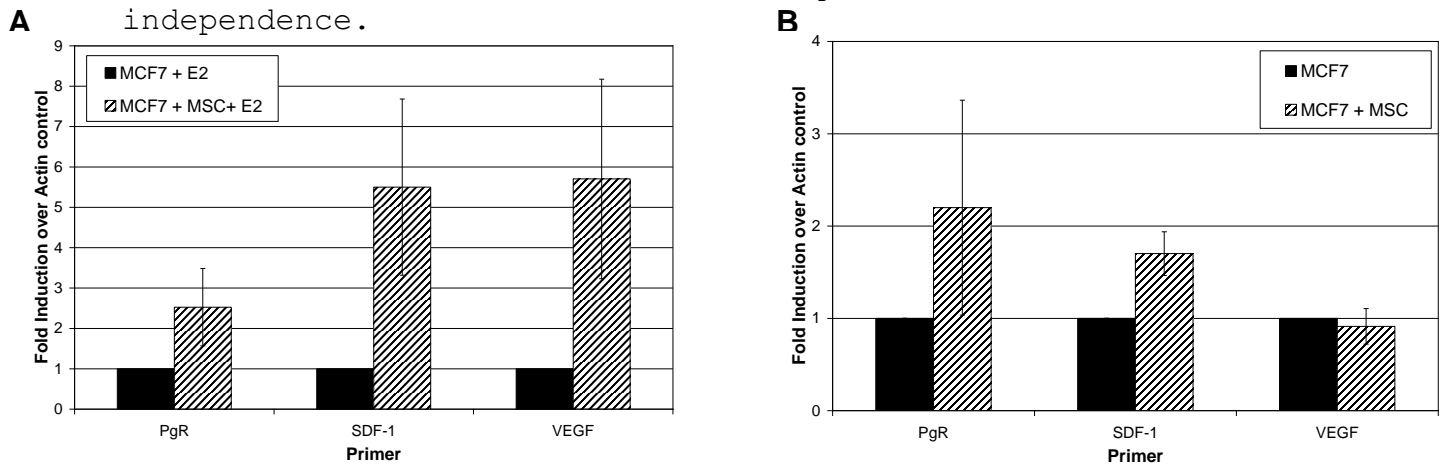 independence.
A
9
8
7
6
5
4
3
2
1
0
Fold Induction over Actin control
MCF7 + E2
MCF7 + MSC+ E2
PgR
SDF-1
VEGF
Primer
B
4
3
2
1
0
Fold Induction over Actin control
MCF7
MCF7 + MSC
PgR
SDF-1
VEGF
Primer